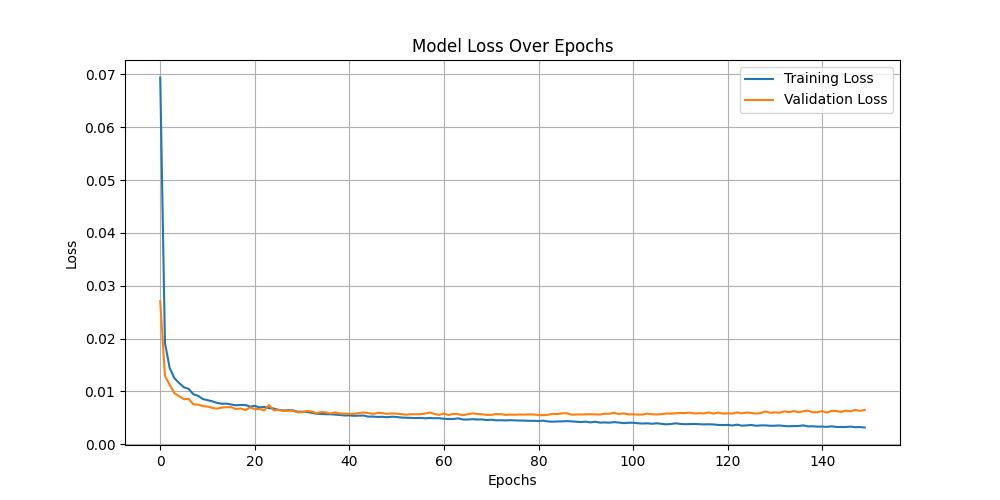 Model Loss Over Epochs
Training Loss
Validation Loss
0.07
0.06
0.05
0.04
0.03
0.02
0.01
0.00
Loss
0 20 40 60 80 100 120 140
Epochs